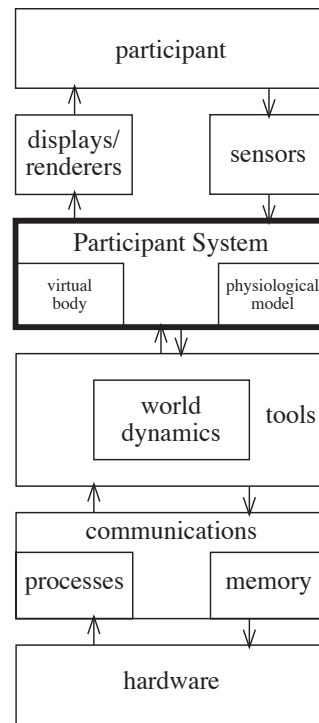 participant
displays/
renderers
sensors
Participant System
virtual
body
physiological
model
world
dynamics
tools
communications
processes
memory
hardware